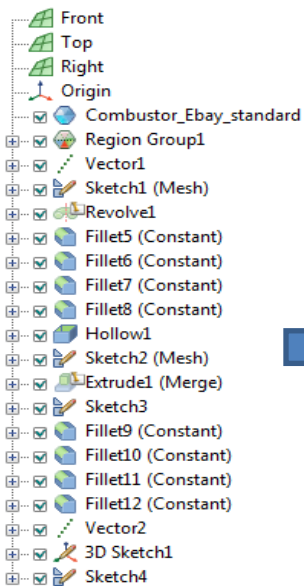 Front
Top
Right
Origin
Combustor_Ebay_standard
Region Group1
Vector1
Sketch1 (Mesh)
Revolve1
Fillet5 (Constant)
Fillet6 (Constant)
Fillet7 (Constant)
Fillet8 (Constant)
Hollow1
Sketch2 (Mesh)
Extrude1 (Merge)
Sketch3
Fillet9 (Constant)
Fillet10 (Constant)
Fillet11 (Constant)
Fillet12 (Constant)
Vector2
3D Sketch1
Sketch4